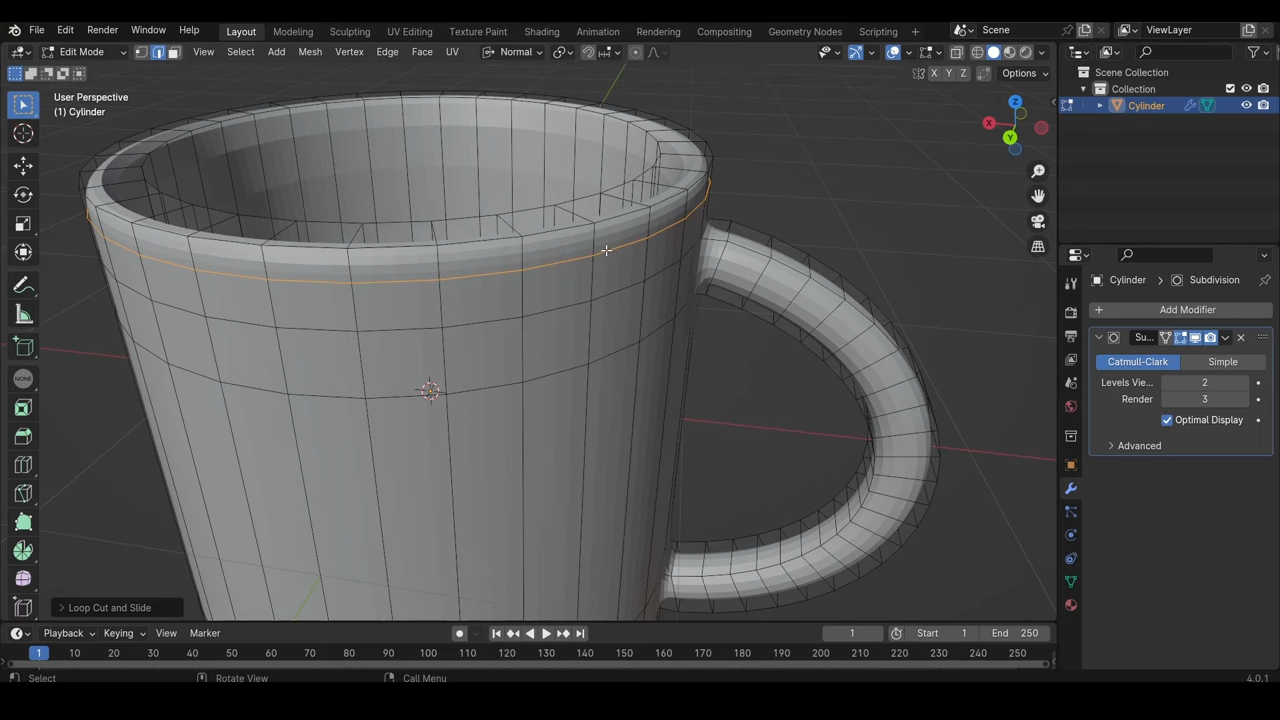 File Edit Render Window Help Layout Modeling Sculpting UV Editing Texture Paint Shading Animation Rendering Compositing Geometry Nodes Scripting + Scene ViewLayer
Edit Mode View Select Add Mesh Vertex Edge Face UV Normal
X Y Z Options
User Perspective
(1) Cylinder
Z
X
Y
NONE
Loop Cut and Slide
Scene Collection
Collection
Cylinder
Cylinder > Subdivision
+ Add Modifier
Su...
Catmull-Clark Simple
Levels Vie... 2
Render 3
Optimal Display
Advanced
Playback Keying View Marker 1 Start 1 End 250
1 10 20 30 40 50 60 70 80 90 100 110 120 130 140 150 160 170 180 190 200 210 220 230 240 250
Select Rotate View Call Menu 4.0.1